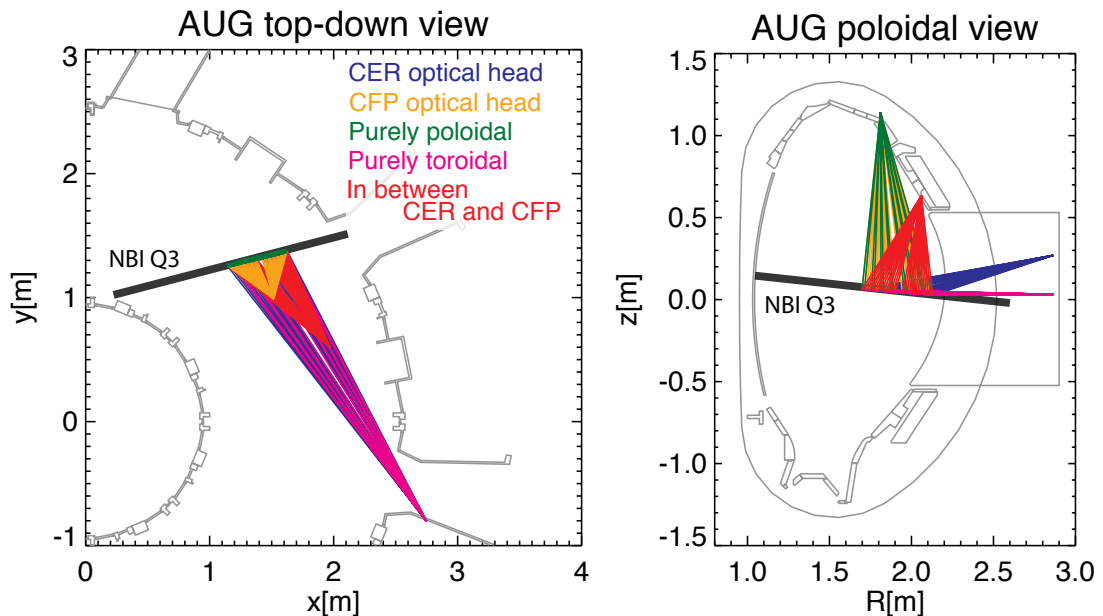 AUG top-down view
CER optical head
CFP optical head
Purely poloidal
Purely toroidal
In between
CER and CFP
NBI Q3
y[m]
3
2
1
0
-1
0 1 2 3 4
x[m]
AUG poloidal view
NBI Q3
z[m]
1.5
1.0
0.5
0.0
-0.5
-1.0
-1.5
1.0 1.5 2.0 2.5 3.0
R[m]